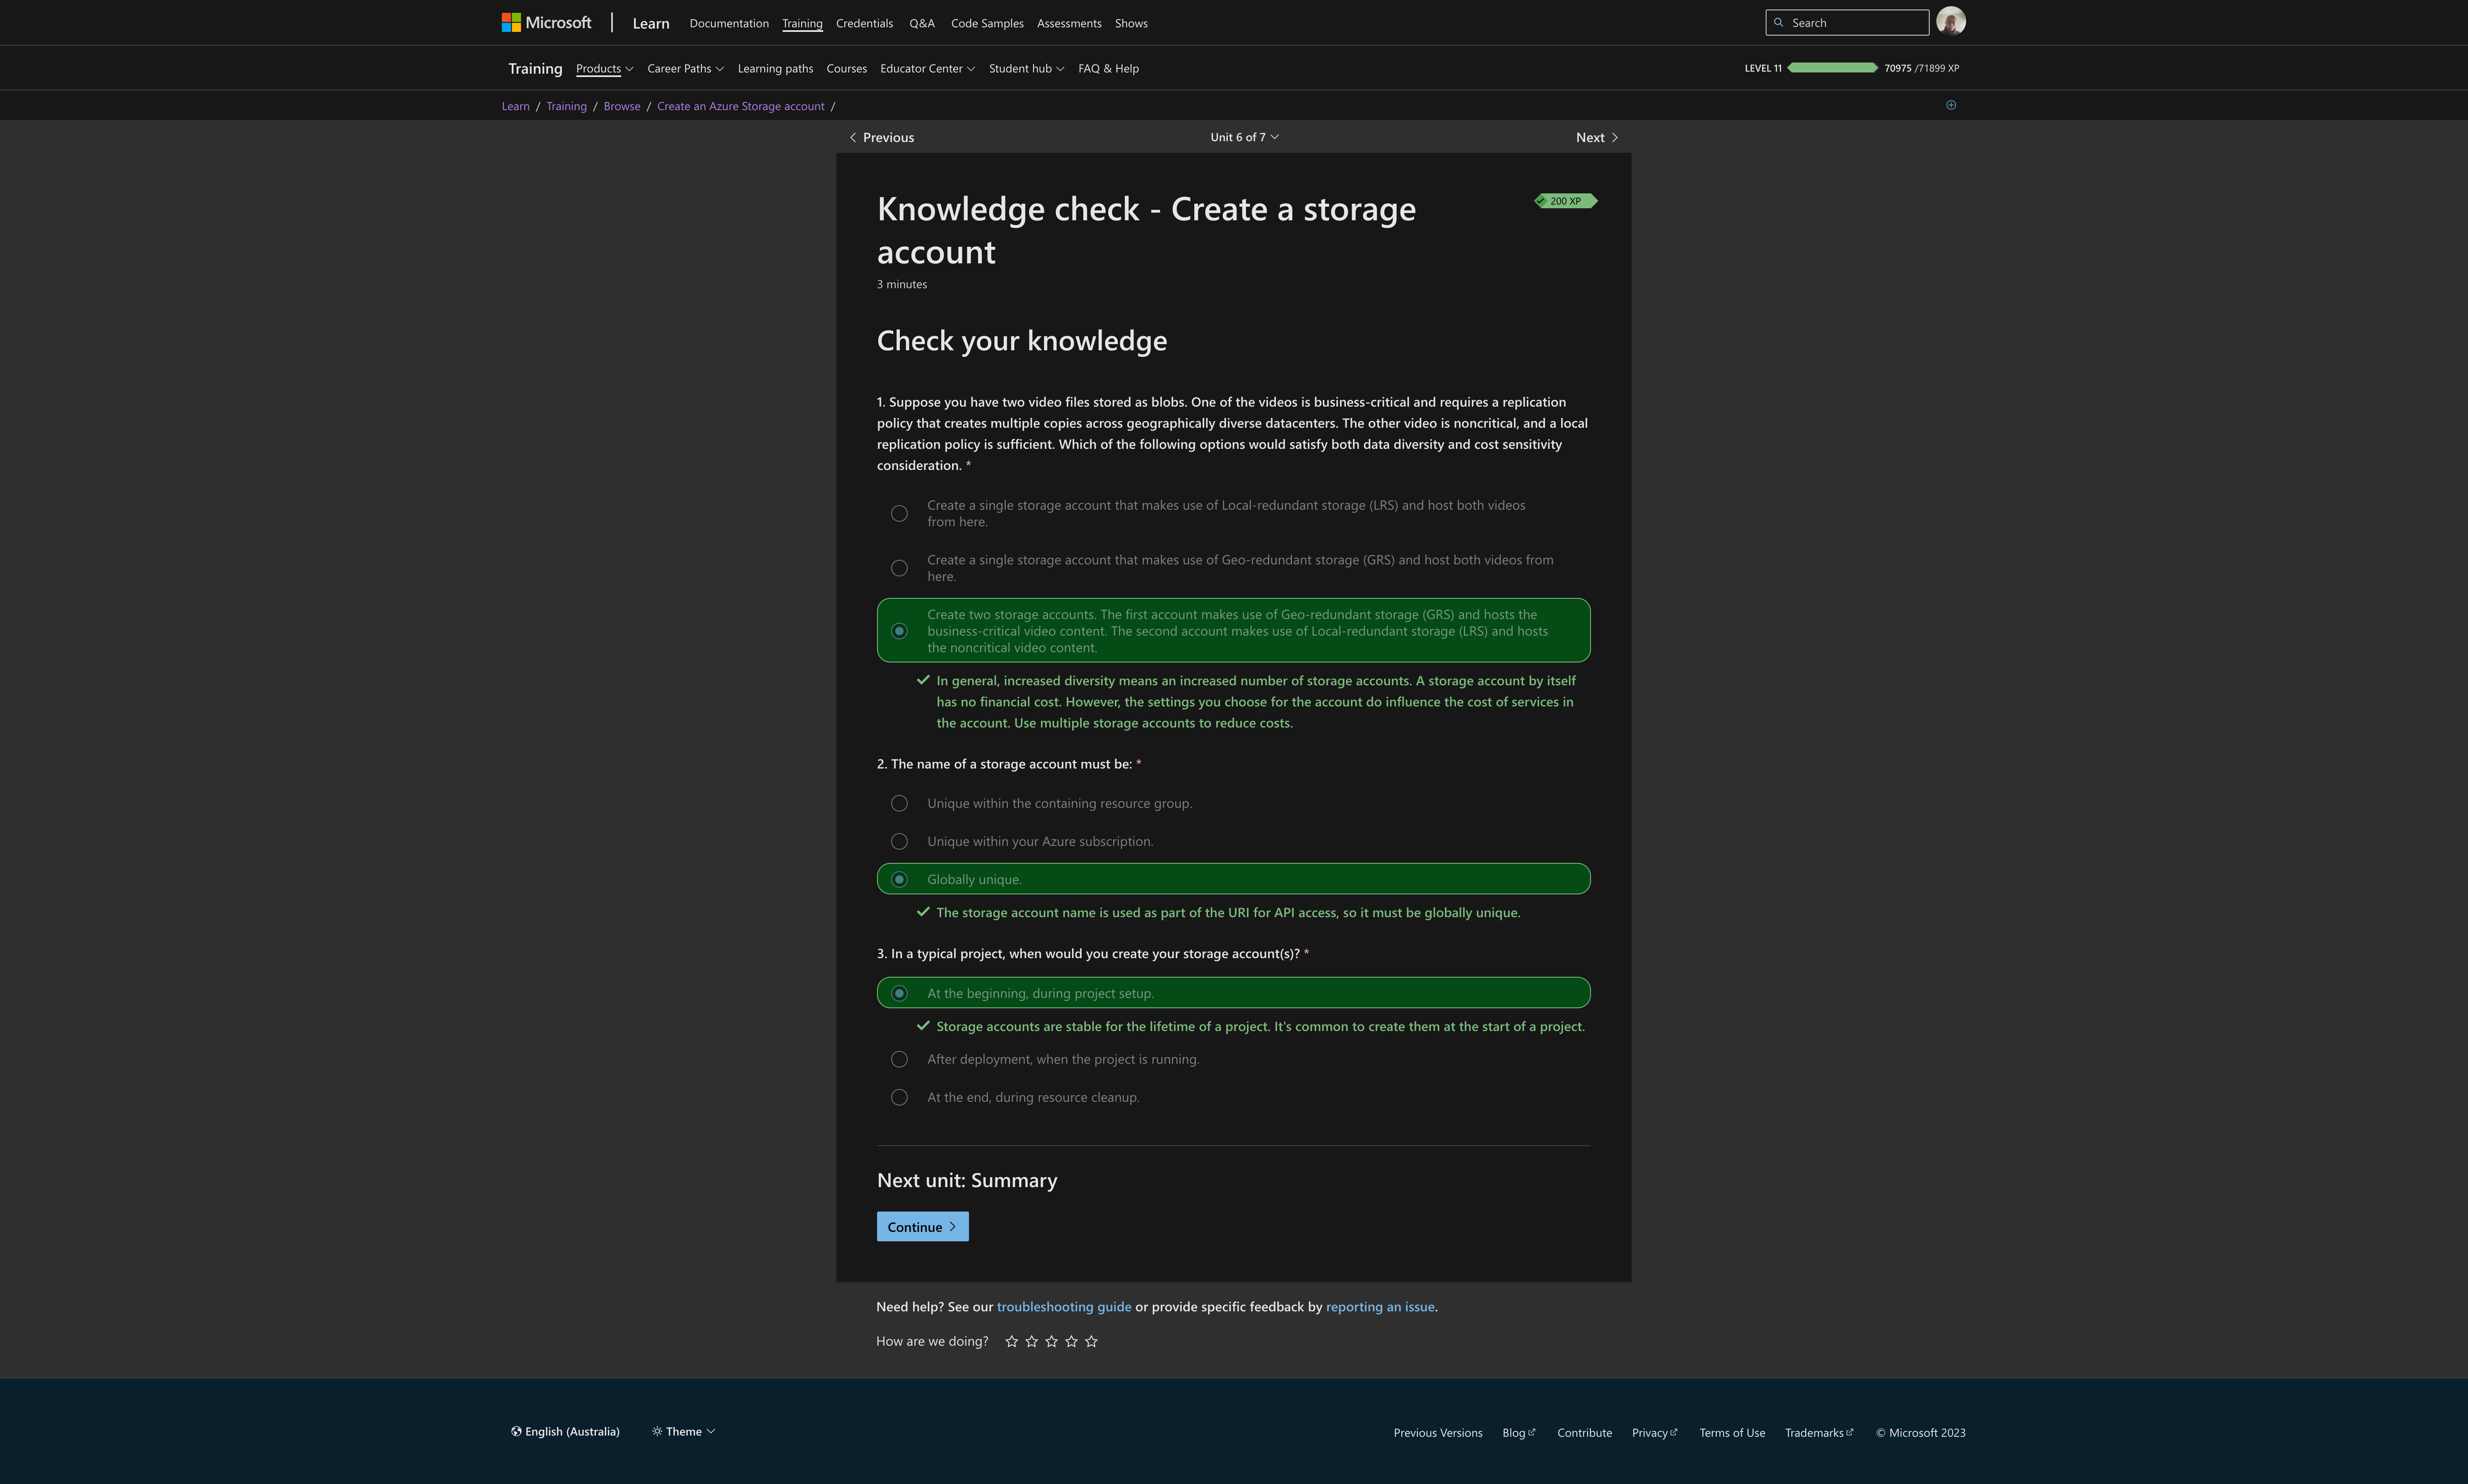 Microsoft | Learn Documentation Training Credentials Q&A Code Samples Assessments Shows Search
Training Products Career Paths Learning paths Courses Educator Center Student hub FAQ & Help LEVEL 11 70975 /71899 XP
Learn / Training / Browse / Create an Azure Storage account /
Previous Unit 6 of 7 Next
Knowledge check - Create a storage
account
200 XP
3 minutes
Check your knowledge
1. Suppose you have two video files stored as blobs. One of the videos is business-critical and requires a replication
policy that creates multiple copies across geographically diverse datacenters. The other video is noncritical, and a local
replication policy is sufficient. Which of the following options would satisfy both data diversity and cost sensitivity
consideration. *
Create a single storage account that makes use of Local-redundant storage (LRS) and host both videos
from here.
Create a single storage account that makes use of Geo-redundant storage (GRS) and host both videos from
here.
Create two storage accounts. The first account makes use of Geo-redundant storage (GRS) and hosts the
business-critical video content. The second account makes use of Local-redundant storage (LRS) and hosts
the noncritical video content.
In general, increased diversity means an increased number of storage accounts. A storage account by itself
has no financial cost. However, the settings you choose for the account do influence the cost of services in
the account. Use multiple storage accounts to reduce costs.
2. The name of a storage account must be: *
Unique within the containing resource group.
Unique within your Azure subscription.
Globally unique.
The storage account name is used as part of the URI for API access, so it must be globally unique.
3. In a typical project, when would you create your storage account(s)? *
At the beginning, during project setup.
Storage accounts are stable for the lifetime of a project. It's common to create them at the start of a project.
After deployment, when the project is running.
At the end, during resource cleanup.
Next unit: Summary
Continue
Need help? See our troubleshooting guide or provide specific feedback by reporting an issue.
How are we doing?
English (Australia) Theme Previous Versions Blog Contribute Privacy Terms of Use Trademarks © Microsoft 2023